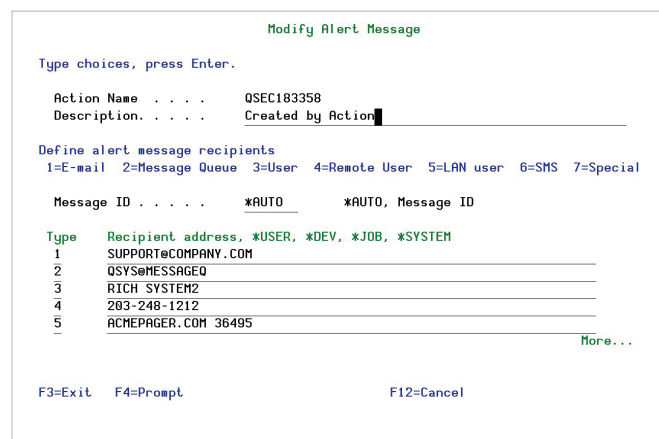 Modify Alert Message
Type choices, press Enter.
Action Name . . . . QSEC183358
Description. . . . . Created by Action
Define alert message recipients
1=E-mail 2=Message Queue 3=User 4=Remote User 5=LAN user 6=SMS 7=Special
Message ID . . . . . *AUTO *AUTO, Message ID
Type Recipient address, *USER, *DEV, *JOB, *SYSTEM
1 SUPPORT@COMPANY.COM
2 QSYS@MESSAGEQ
3 RICH SYSTEM2
4 203-248-1212
5 ACMEPAGER.COM 36495
More...
F3=Exit F4=Prompt F12=Cancel